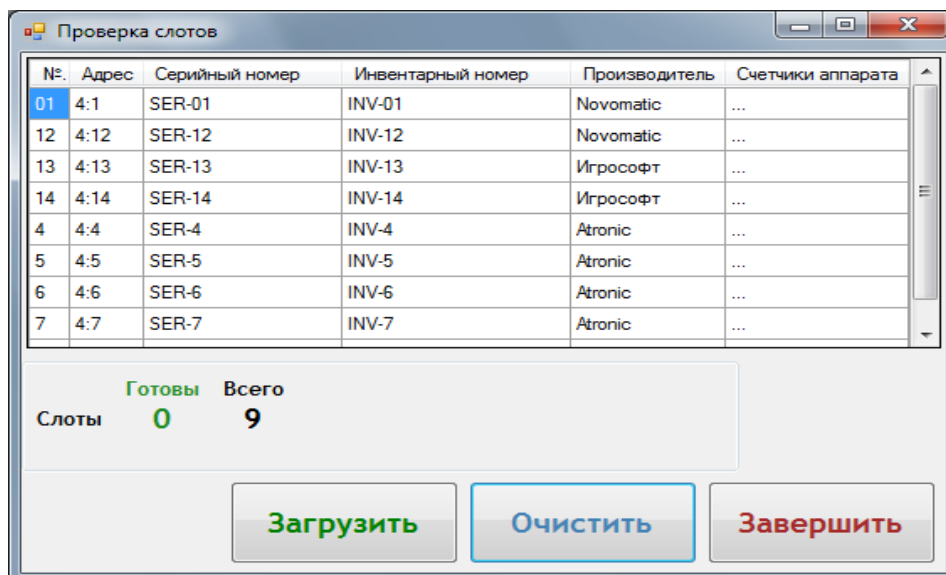 Проверка слотов
№. Адрес Серийный номер Инвентарный номер Производитель Счетчики аппарата
01 4:1 SER-01 INV-01 Novomatic ...
12 4:12 SER-12 INV-12 Novomatic ...
13 4:13 SER-13 INV-13 Игрософт ...
14 4:14 SER-14 INV-14 Игрософт ...
4 4:4 SER-4 INV-4 Atronic ...
5 4:5 SER-5 INV-5 Atronic ...
6 4:6 SER-6 INV-6 Atronic ...
7 4:7 SER-7 INV-7 Atronic ...
Готовы Всего
Слоты 0 9
Загрузить Очистить Завершить